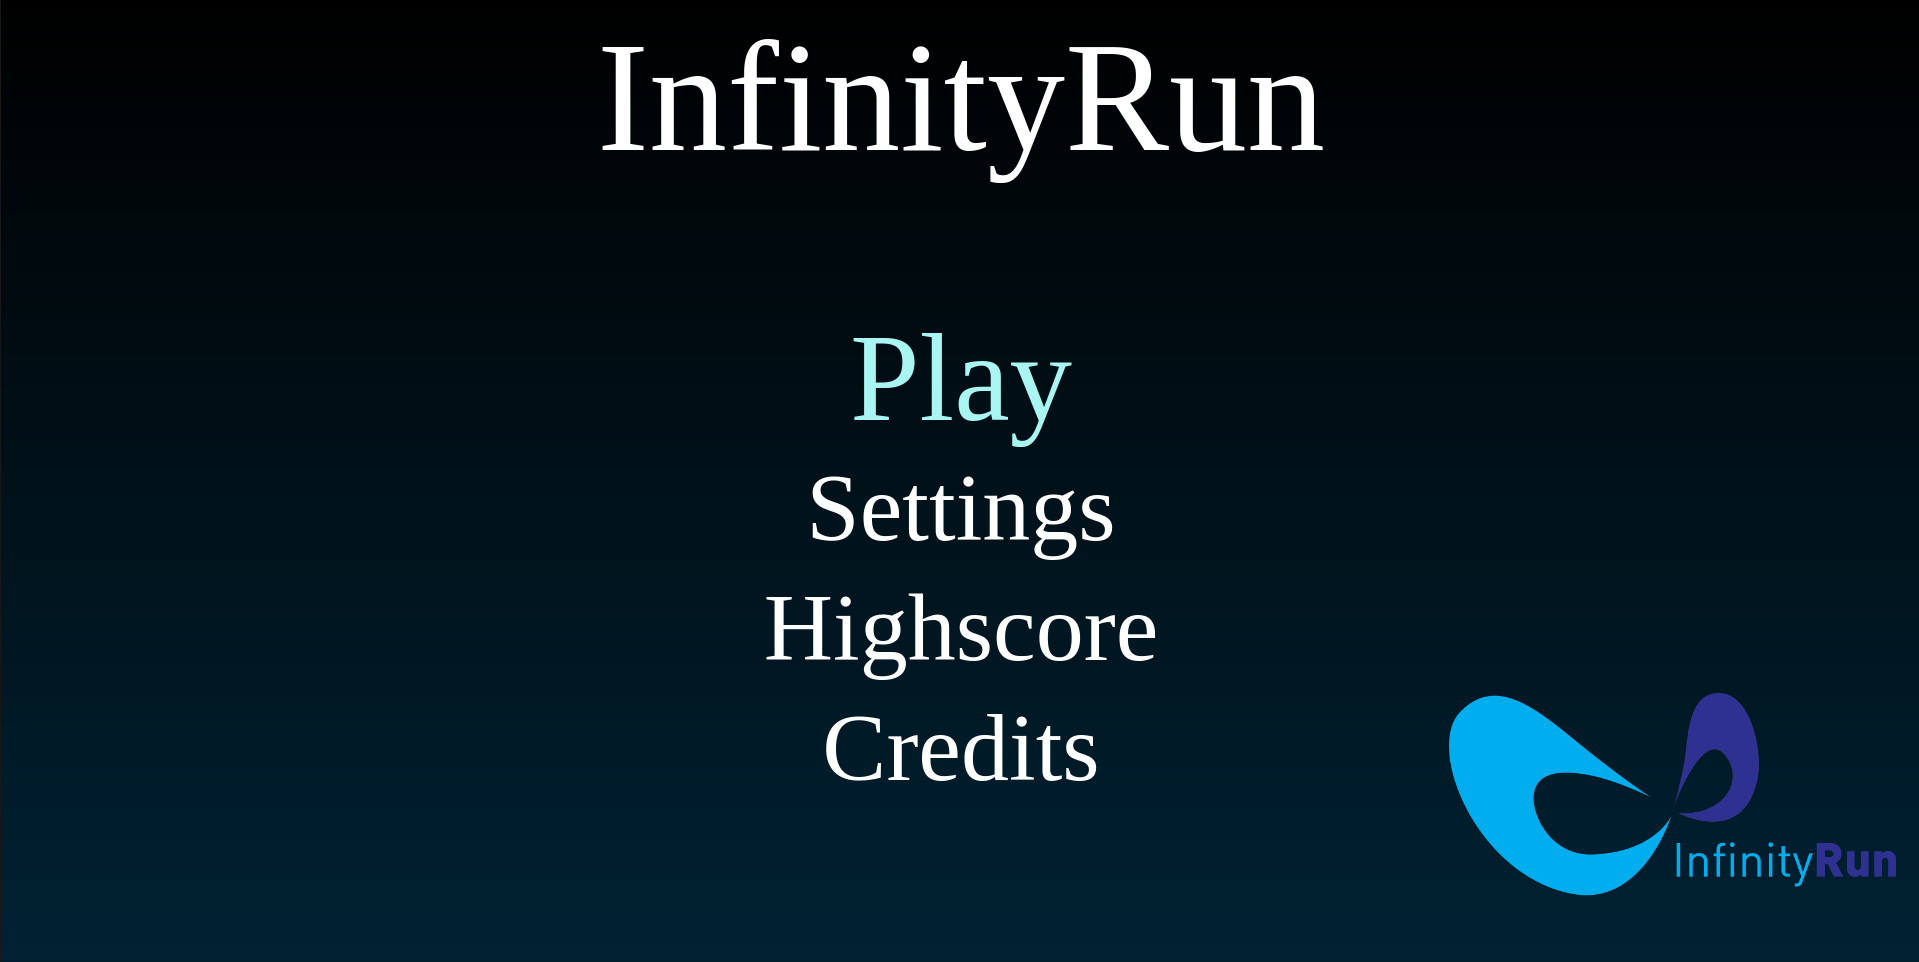 InfinityRun
Play
Settings
Highscore
Credits
InfinityRun